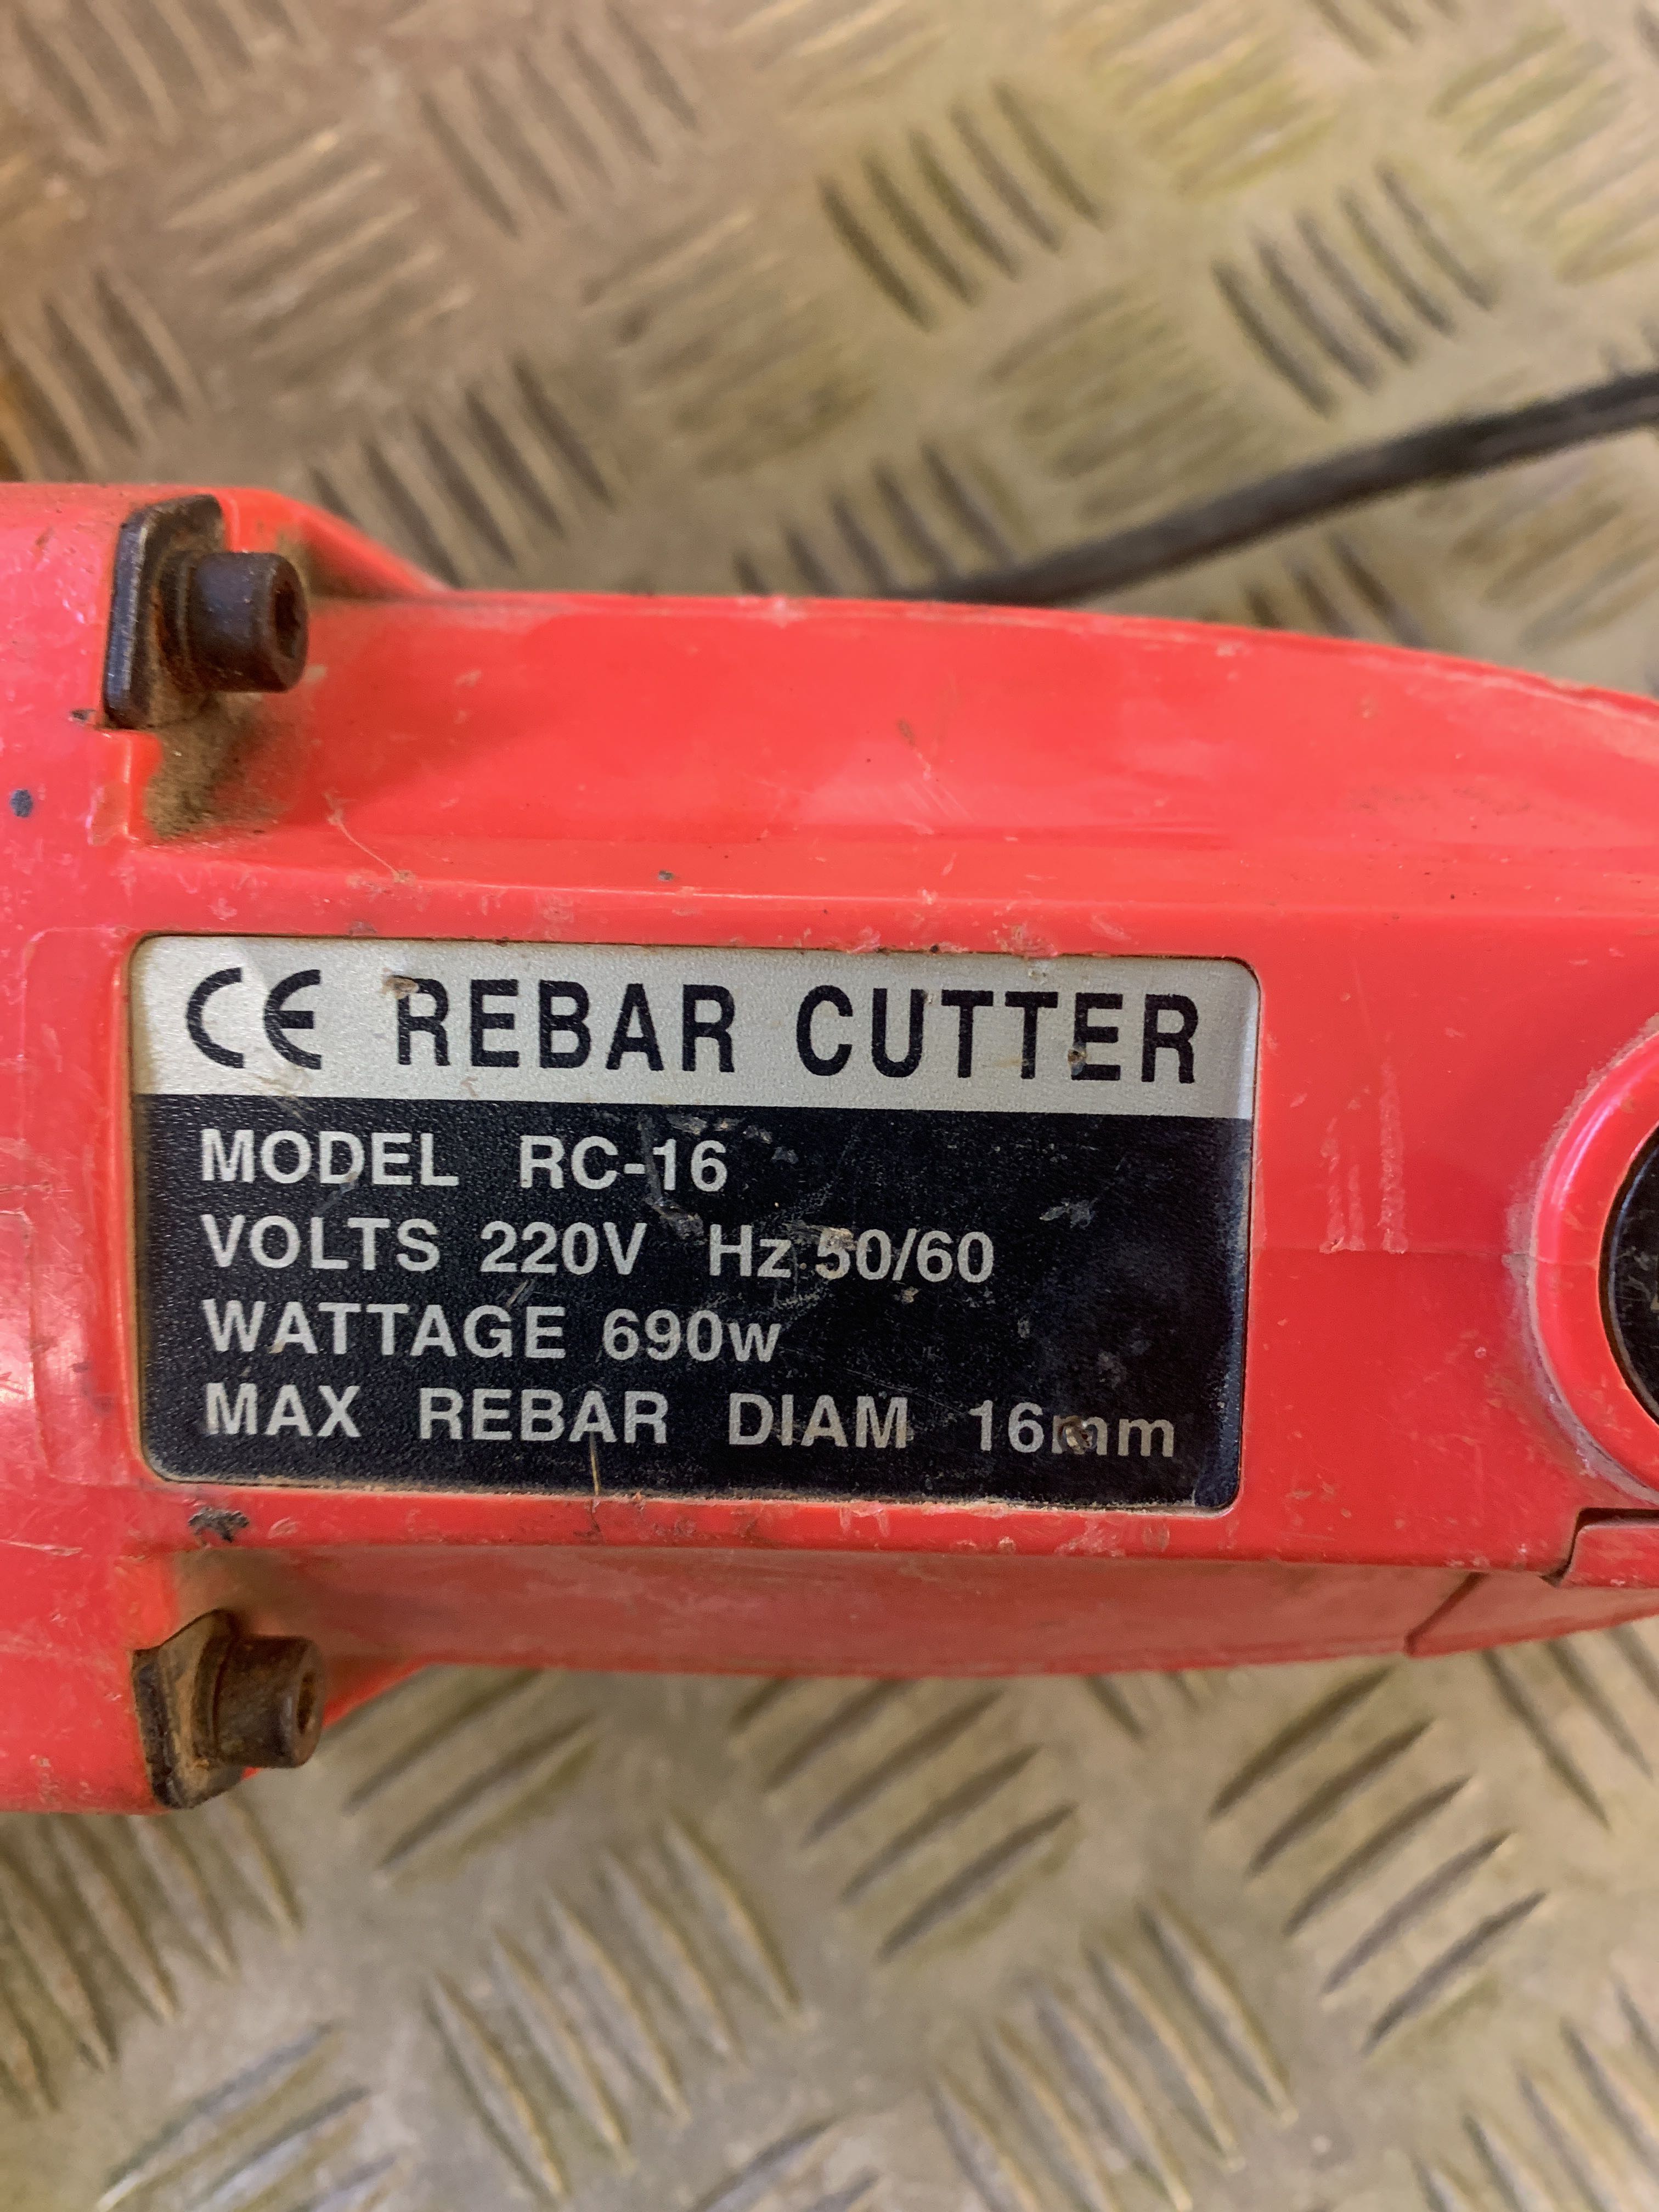 CE REBAR CUTTER
MODEL RC-16
VOLTS 220V Hz 50/60
WATTAGE 690w
MAX REBAR DIAM 16mm